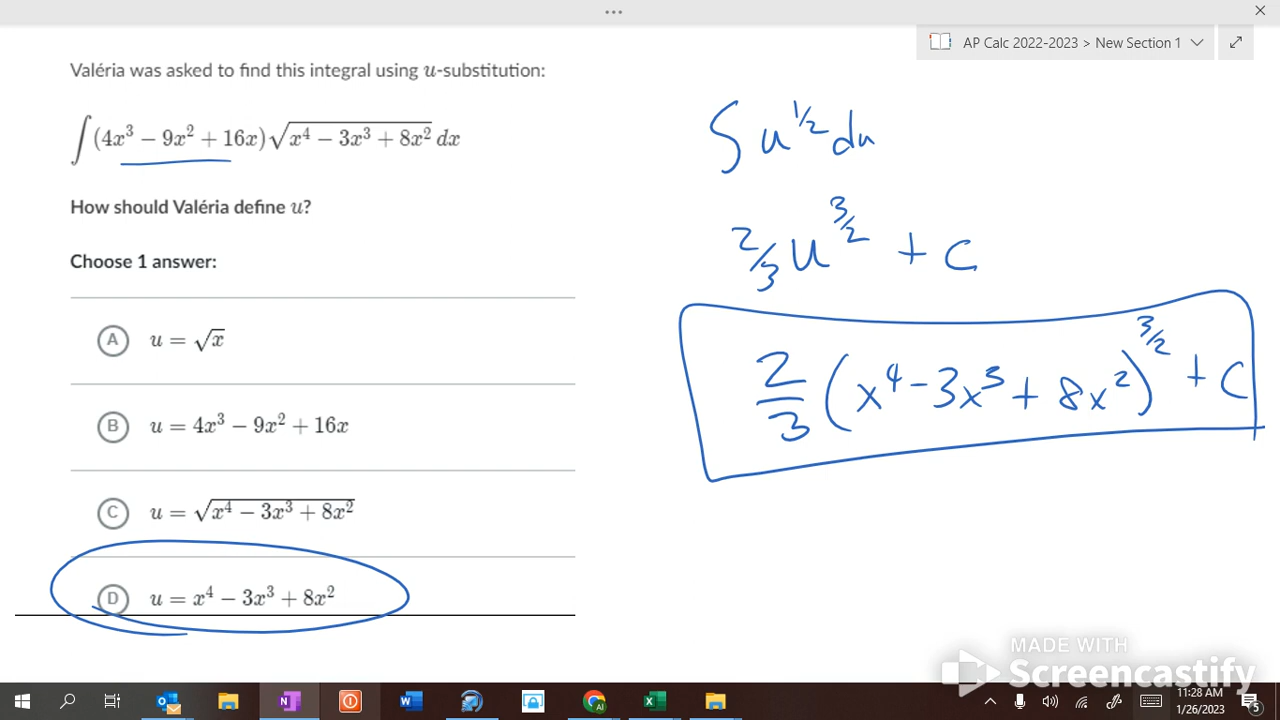 AP Calc 2022-2023 > New Section 1
Valéria was asked to find this integral using u-substitution:
∫(4x³ − 9x² + 16x)√(x⁴ − 3x³ + 8x²) dx
How should Valéria define u?
Choose 1 answer:
A u = √x
B u = 4x³ − 9x² + 16x
C u = √(x⁴ − 3x³ + 8x²)
D u = x⁴ − 3x³ + 8x²
∫ u^(1/2) du
2/3 u^(3/2) + C
2/3 (x⁴ − 3x³ + 8x²)^(3/2) + C
MADE WITH
Screencastify
11:28 AM
1/26/2023
5